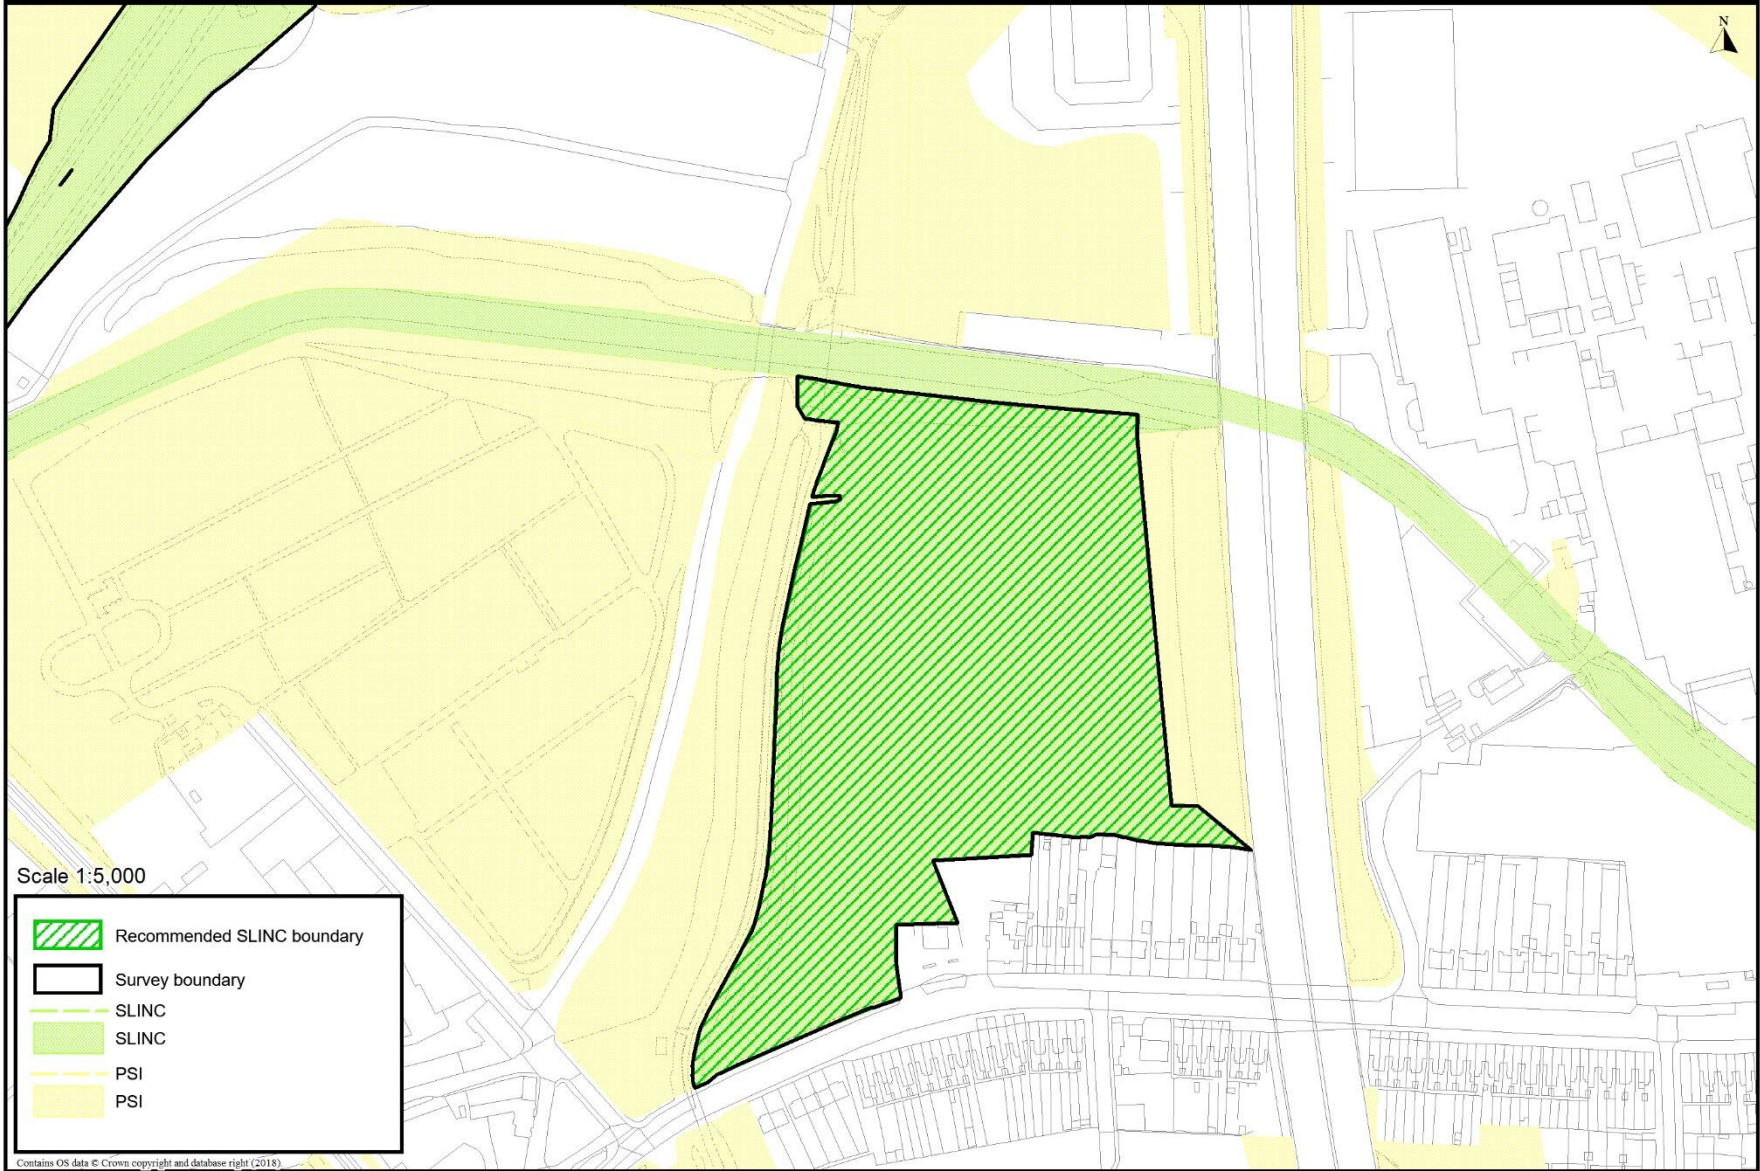 N
Scale 1:5,000
Recommended SLINC boundary
Survey boundary
SLINC
SLINC
PSI
PSI
Contains OS data © Crown copyright and database right (2018)